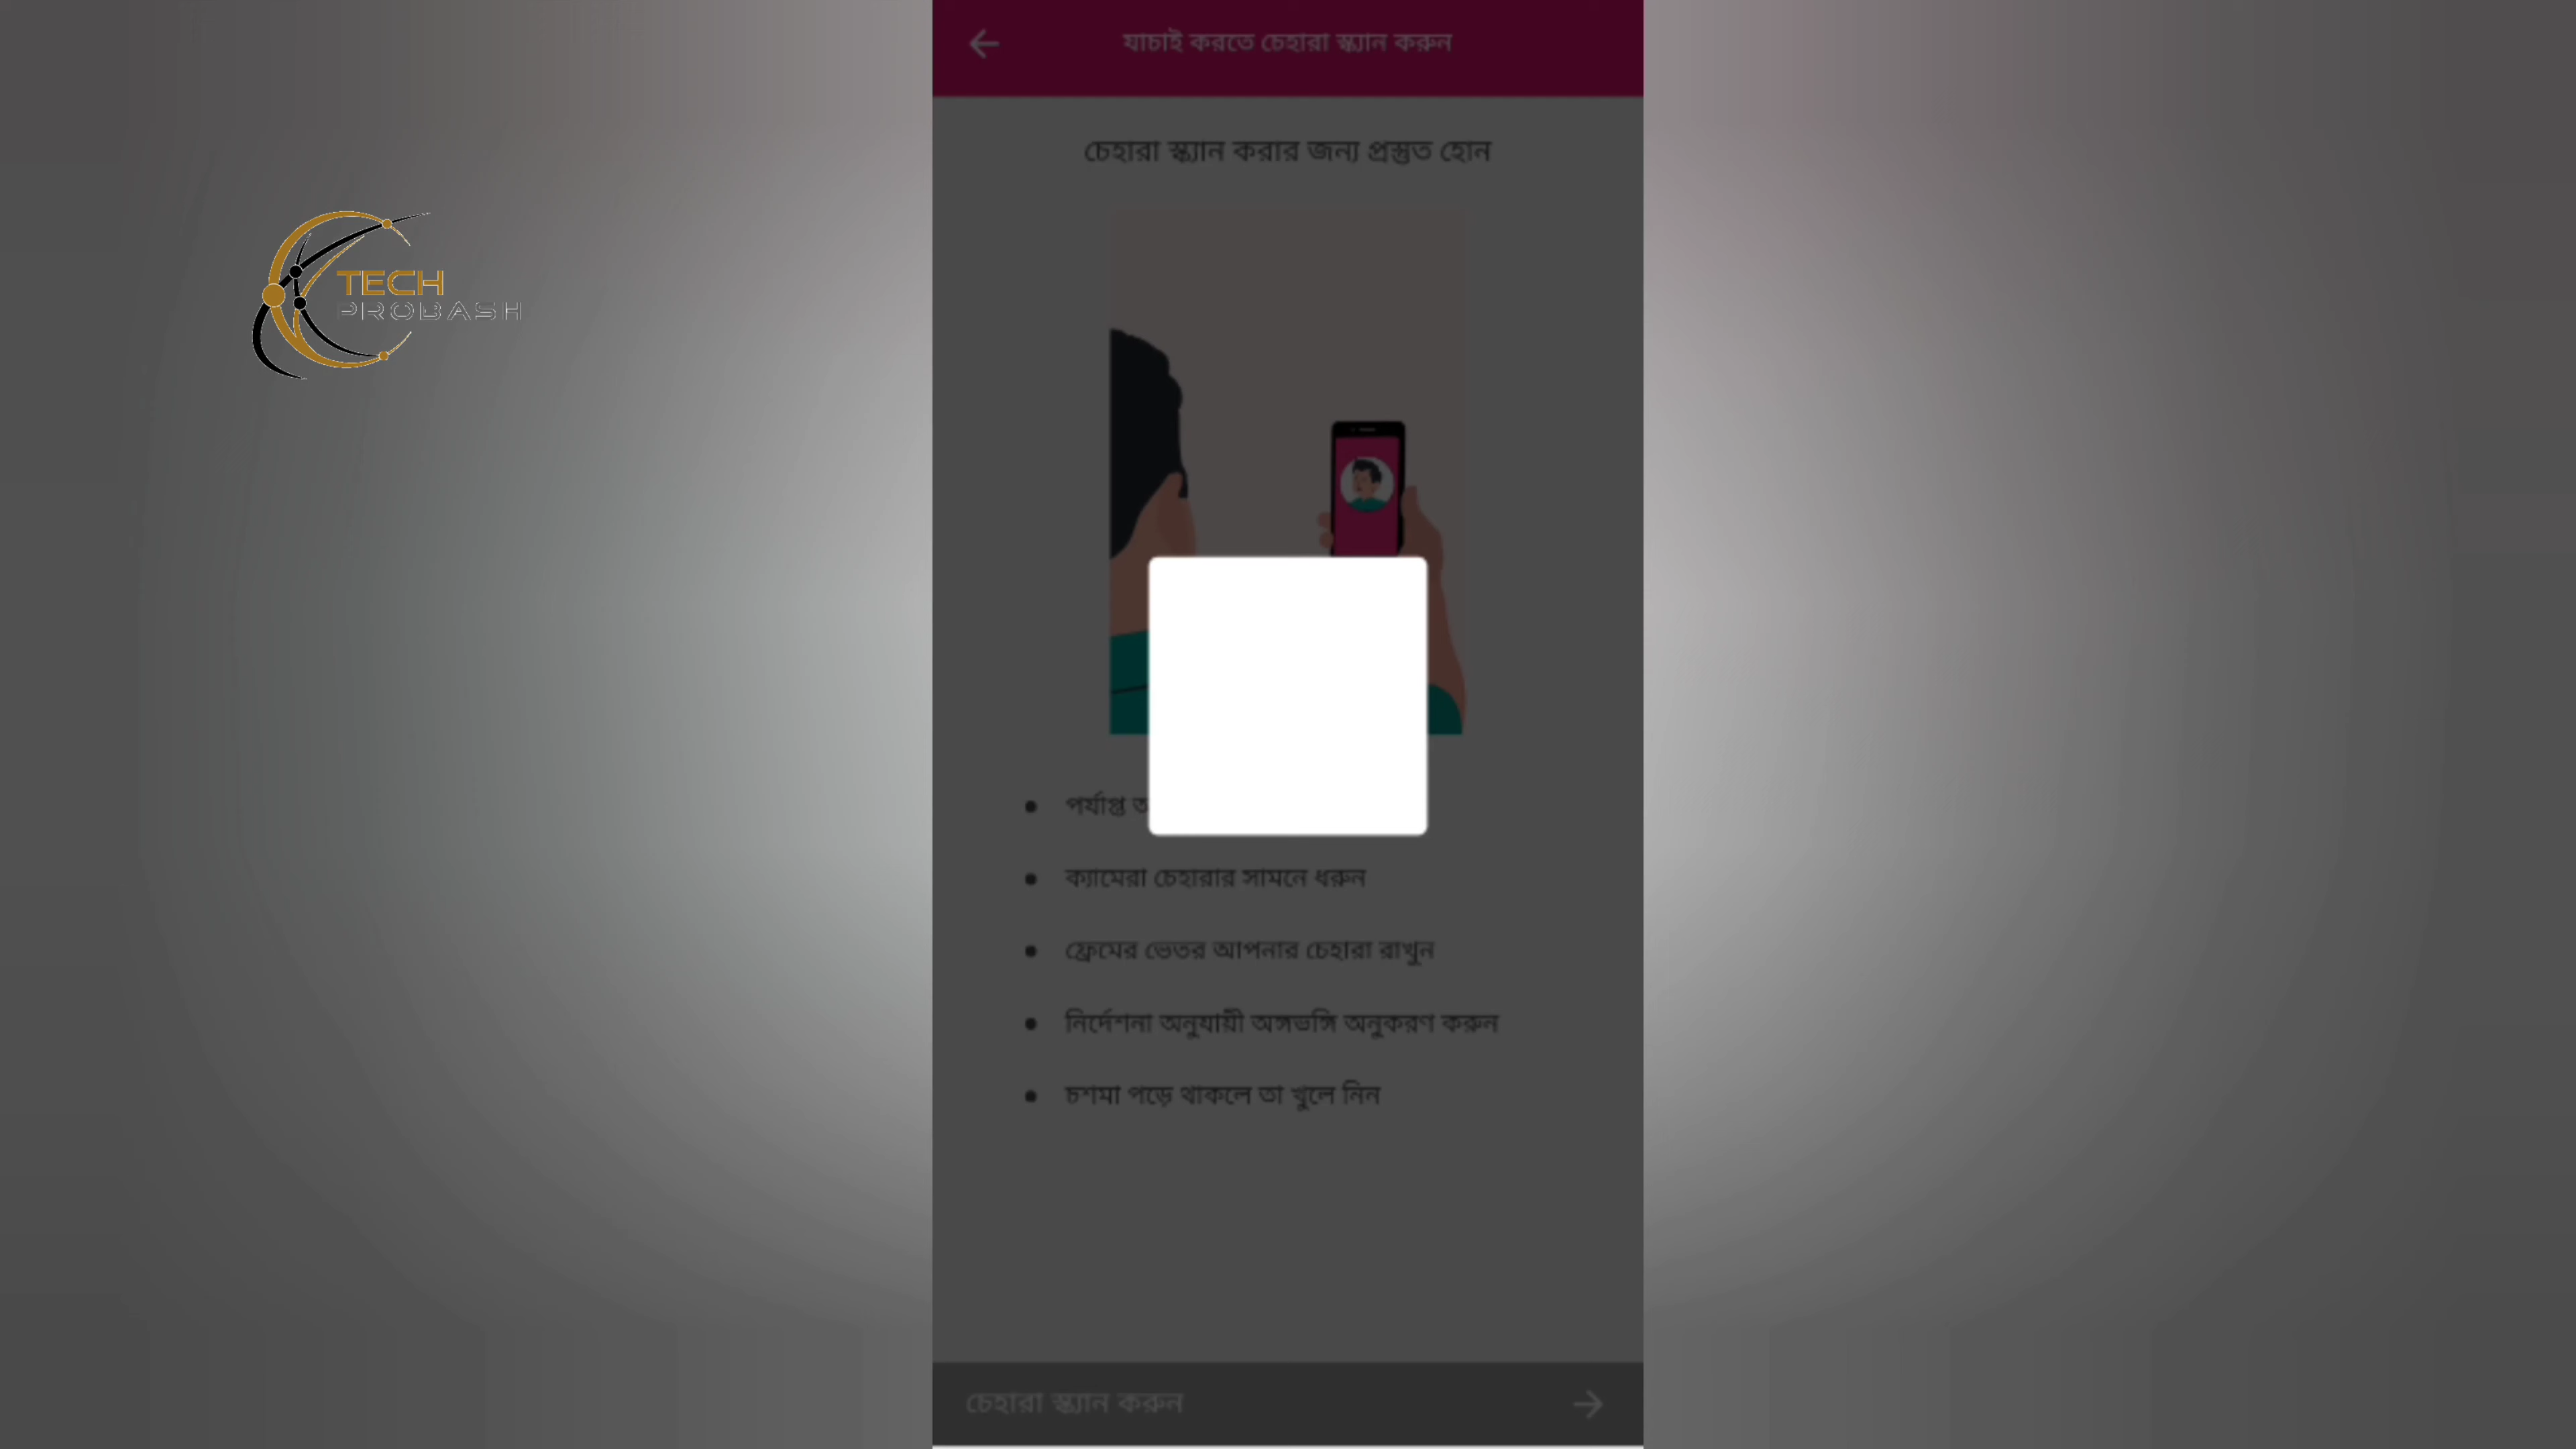 যাচাই করতে চেহারা স্ক্যান করুন
চেহারা স্ক্যান করার জন্য প্রস্তুত হোন
TECH
PROBASH
পর্যাপ্ত
ক্যামেরা চেহারার সামনে ধরুন
ফ্রেমের ভেতর আপনার চেহারা রাখুন
নির্দেশনা অনুযায়ী অঙ্গভঙ্গি অনুকরণ করুন
চশমা পড়ে থাকলে তা খুলে নিন
চেহারা স্ক্যান করুন